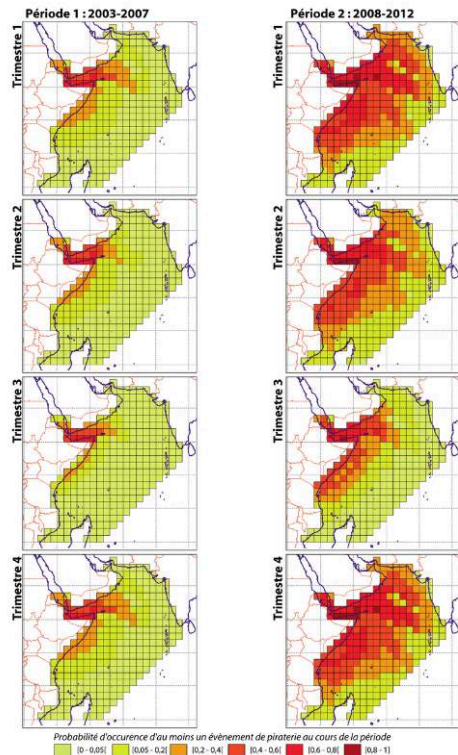 Période 1 : 2003-2007
Période 2 : 2008-2012
Trimestre 1
Trimestre 1
Trimestre 2
Trimestre 2
Trimestre 3
Trimestre 3
Trimestre 4
Trimestre 4
Probabilité d'occurence d'au moins un évènement de piraterie au cours de la période
[0 - 0,05[ [0,05 - 0,2[ [0,2 - 0,4[ [0,4 - 0,6[ [0,6 - 0,8[ [0,8 - 1]